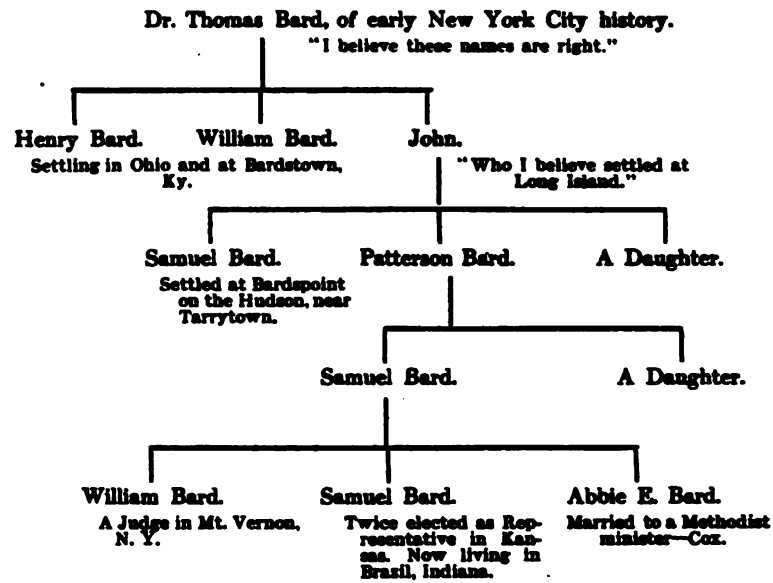 Dr. Thomas Bard, of early New York City history.
"I believe these names are right."
Henry Bard.
William Bard.
John.
Settling in Ohio and at Bardstown,
Ky.
"Who I believe settled at
Long Island."
Samuel Bard.
Patterson Bard.
A Daughter.
Settled at Bardspoint
on the Hudson, near
Tarrytown.
Samuel Bard.
A Daughter.
William Bard.
Samuel Bard.
Abbie E. Bard.
A Judge in Mt. Vernon,
N. Y.
Twice elected as Rep-
resentative in Kan-
sas. Now living in
Brazil, Indiana.
Married to a Methodist
minister—Cox.